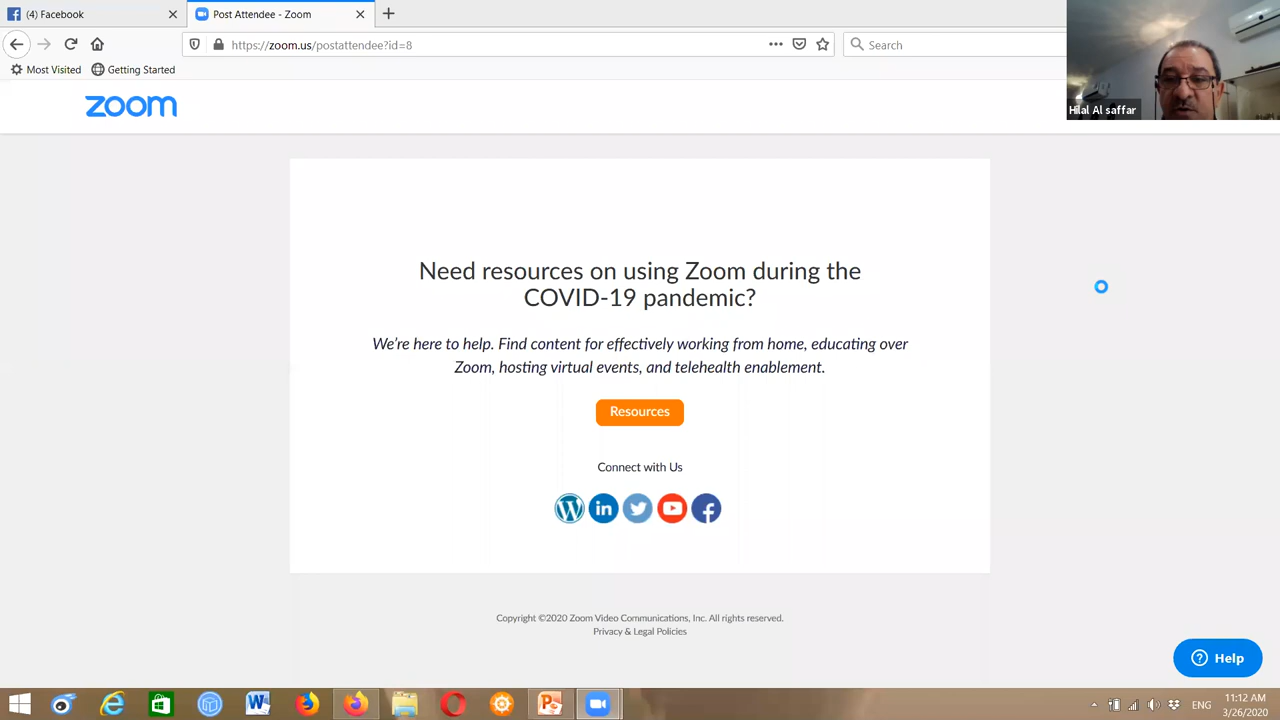 (4) Facebook
Post Attendee - Zoom
https://zoom.us/postattendee?id=8
Search
Most Visited
Getting Started
zoom
Hilal Al saffar
Need resources on using Zoom during the
COVID-19 pandemic?
We're here to help. Find content for effectively working from home, educating over
Zoom, hosting virtual events, and telehealth enablement.
Resources
Connect with Us
Copyright ©2020 Zoom Video Communications, Inc. All rights reserved.
Privacy & Legal Policies
Help
ENG
11:12 AM
3/26/2020